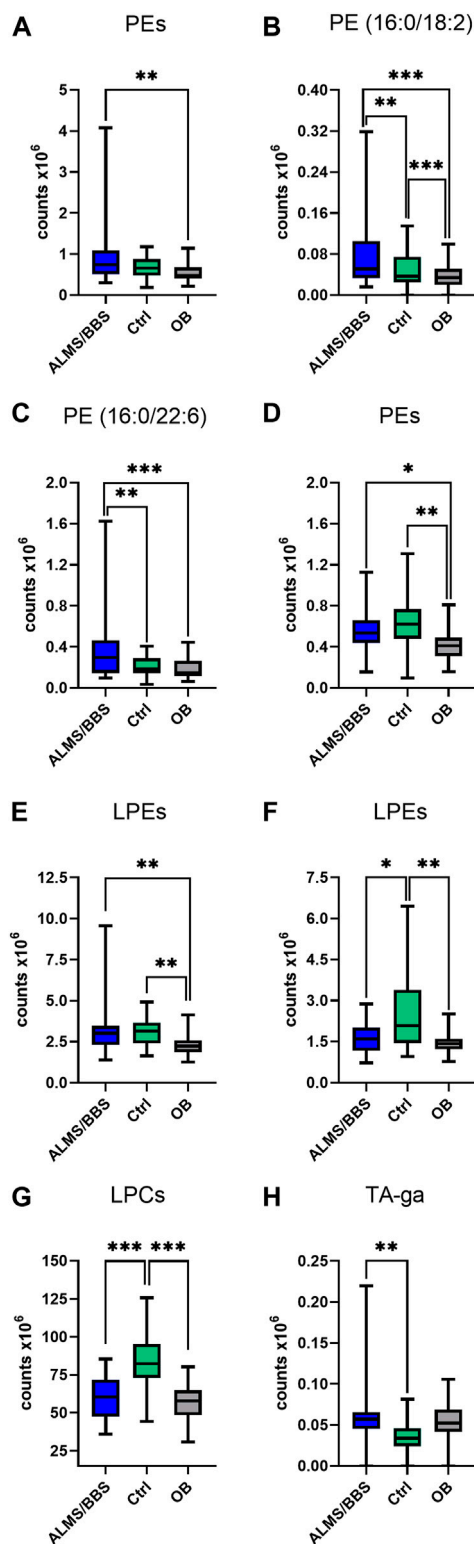 A PEs
counts x10⁶
5
4
3
2
1
0
**
ALMS/BBS Ctrl OB
B PE (16:0/18:2)
counts x10⁶
0.40
0.32
0.24
0.16
0.08
0.00
***
**
***
ALMS/BBS Ctrl OB
C PE (16:0/22:6)
counts x10⁶
2.0
1.6
1.2
0.8
0.4
0.0
***
**
ALMS/BBS Ctrl OB
D PEs
counts x10⁶
2.0
1.6
1.2
0.8
0.4
0.0
*
**
ALMS/BBS Ctrl OB
E LPEs
counts x10⁶
12.5
10.0
7.5
5.0
2.5
0.0
**
**
ALMS/BBS Ctrl OB
F LPEs
counts x10⁶
7.5
6.0
4.5
3.0
1.5
0.0
* **
ALMS/BBS Ctrl OB
G LPCs
counts x10⁶
150
125
100
75
50
25
*** ***
ALMS/BBS Ctrl OB
H TA-ga
counts x10⁶
0.25
0.20
0.15
0.10
0.05
0.00
**
ALMS/BBS Ctrl OB